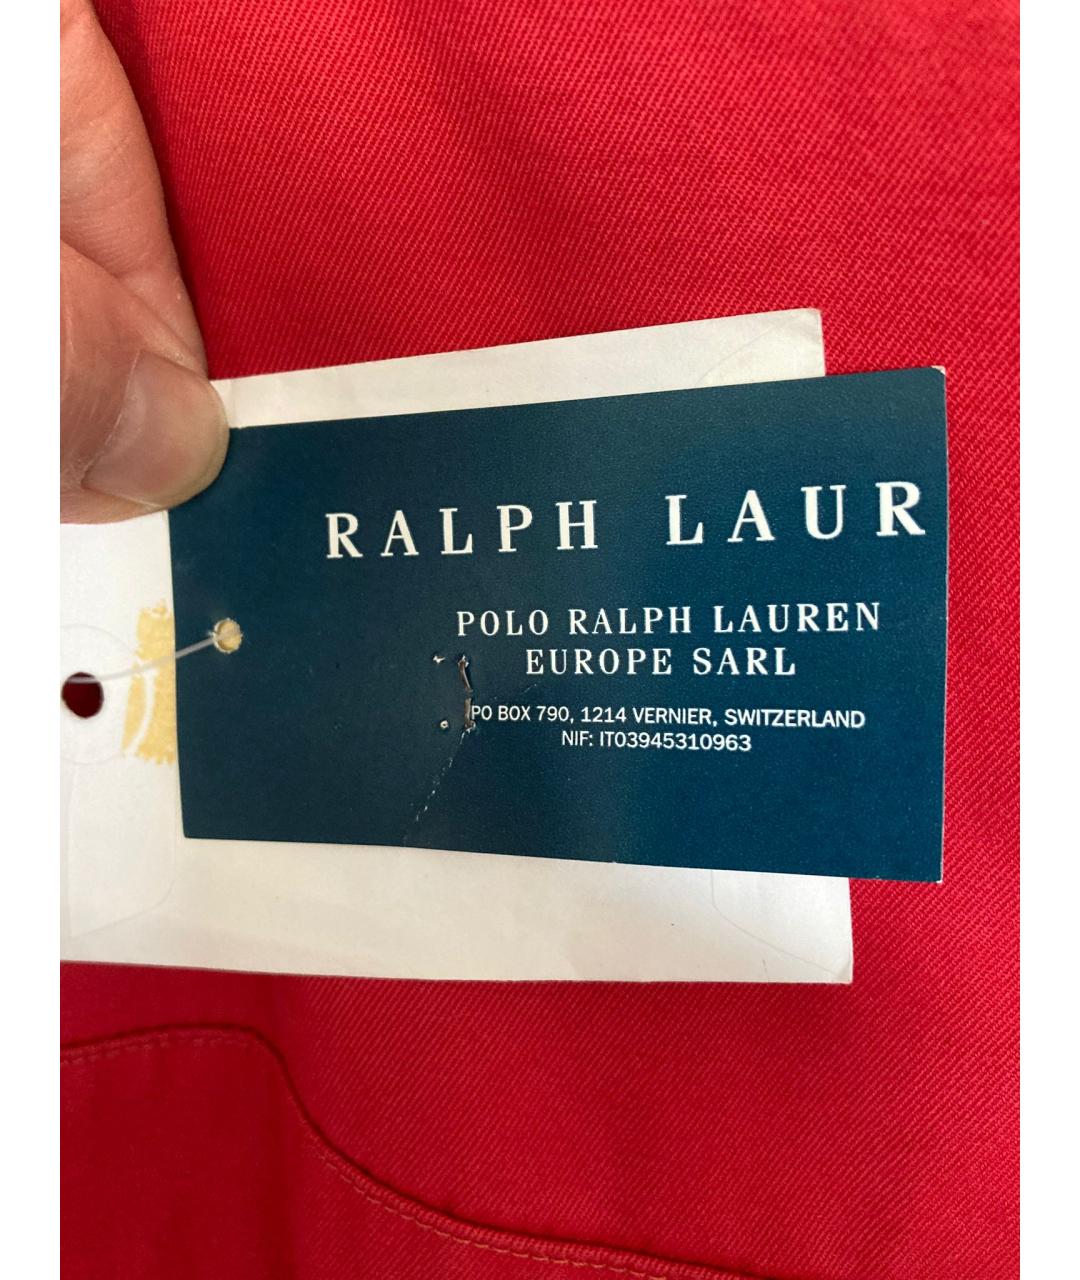 RALPH LAUR
POLO RALPH LAUREN
EUROPE SARL
PO BOX 790, 1214 VERNIER, SWITZERLAND
NIF: IT03945310963